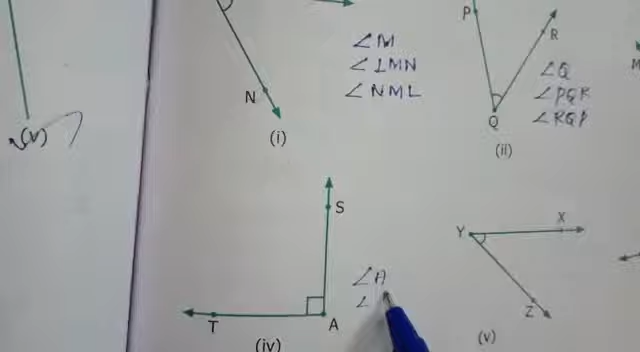 N
∠M
∠LMN
∠NML
(i)
P
R
Q
∠Q
∠PQR
∠RQP
(ii)
M
S
T
A
∠A
∠
(iv)
Y
X
Z
(v)